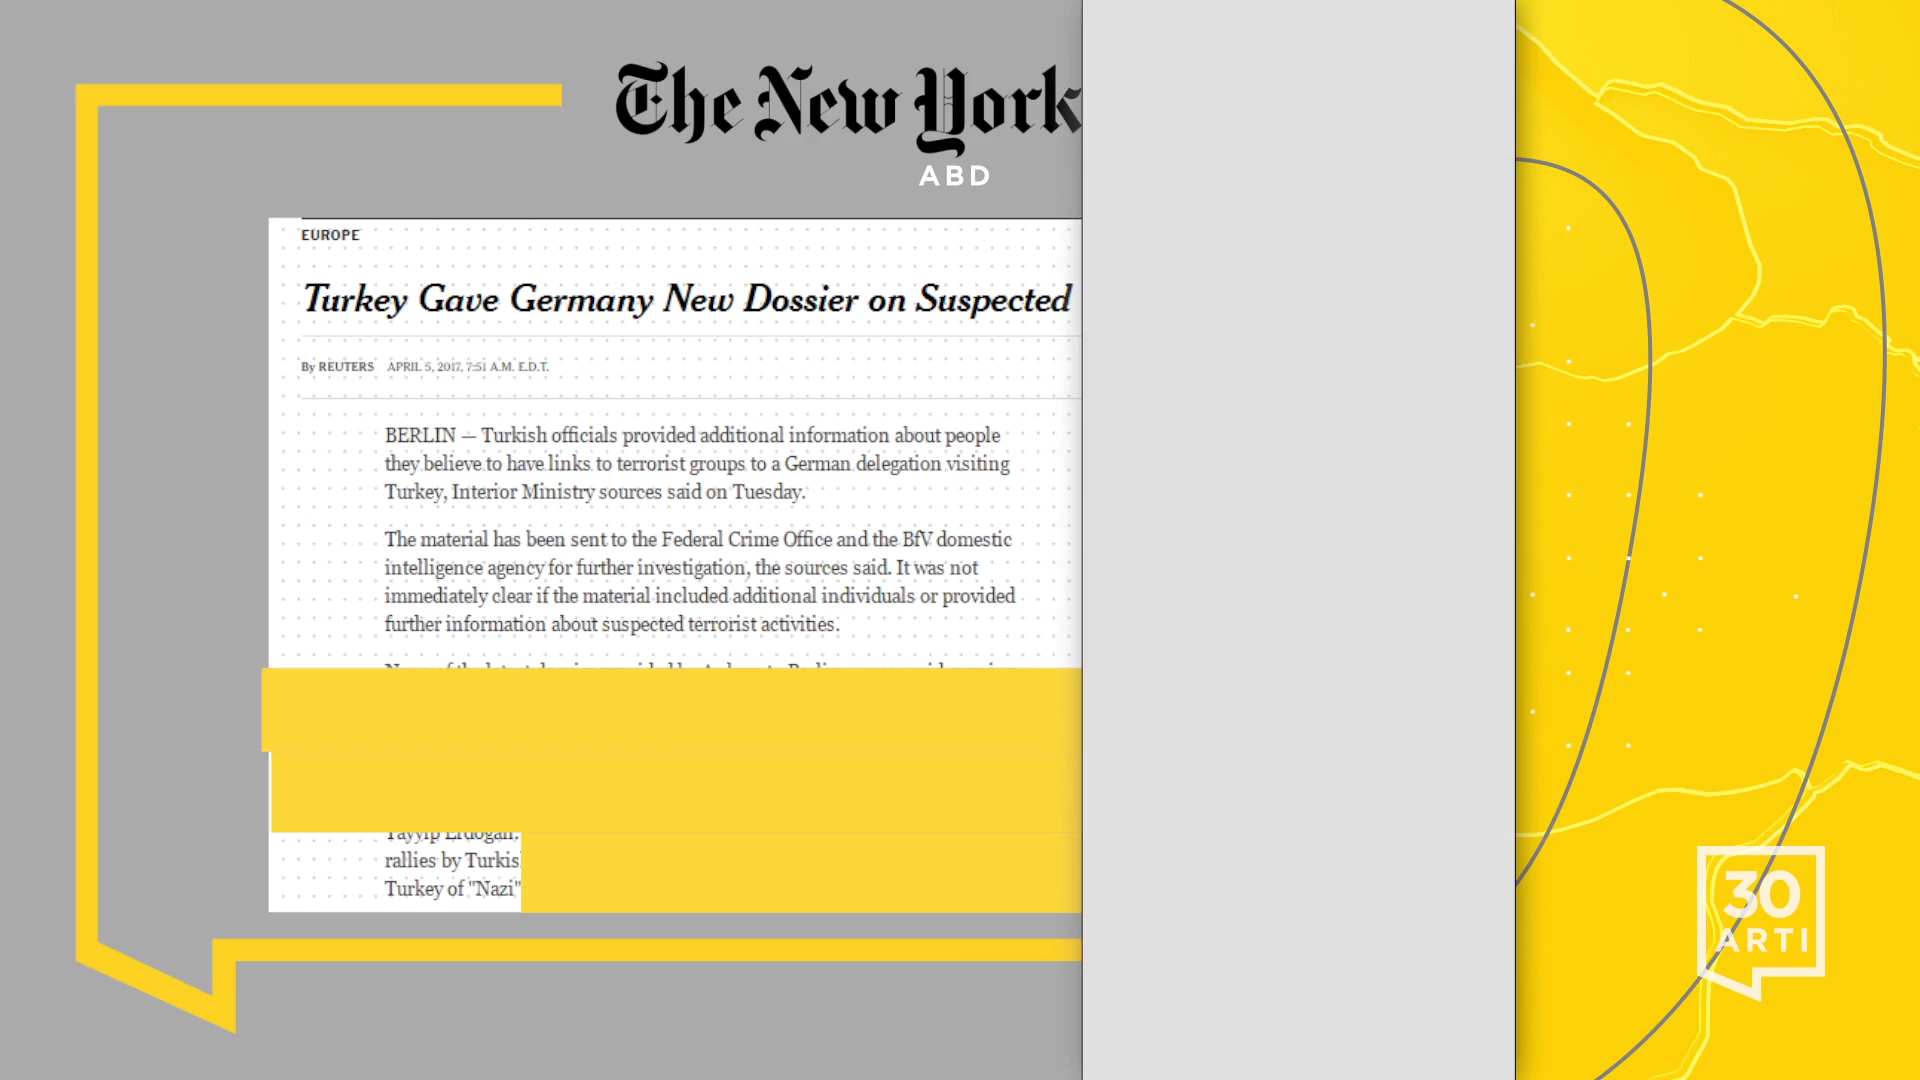 The New York
ABD
EUROPE
Turkey Gave Germany New Dossier on Suspected
By REUTERS APRIL 5, 2017, 7:51 A.M. E.D.T.
BERLIN — Turkish officials provided additional information about people
they believe to have links to terrorist groups to a German delegation visiting
Turkey, Interior Ministry sources said on Tuesday.
The material has been sent to the Federal Crime Office and the BfV domestic
intelligence agency for further investigation, the sources said. It was not
immediately clear if the material included additional individuals or provided
further information about suspected terrorist activities.
Tayyip Erdogan.
rallies by Turkis
Turkey of "Nazi"
30
ARTI